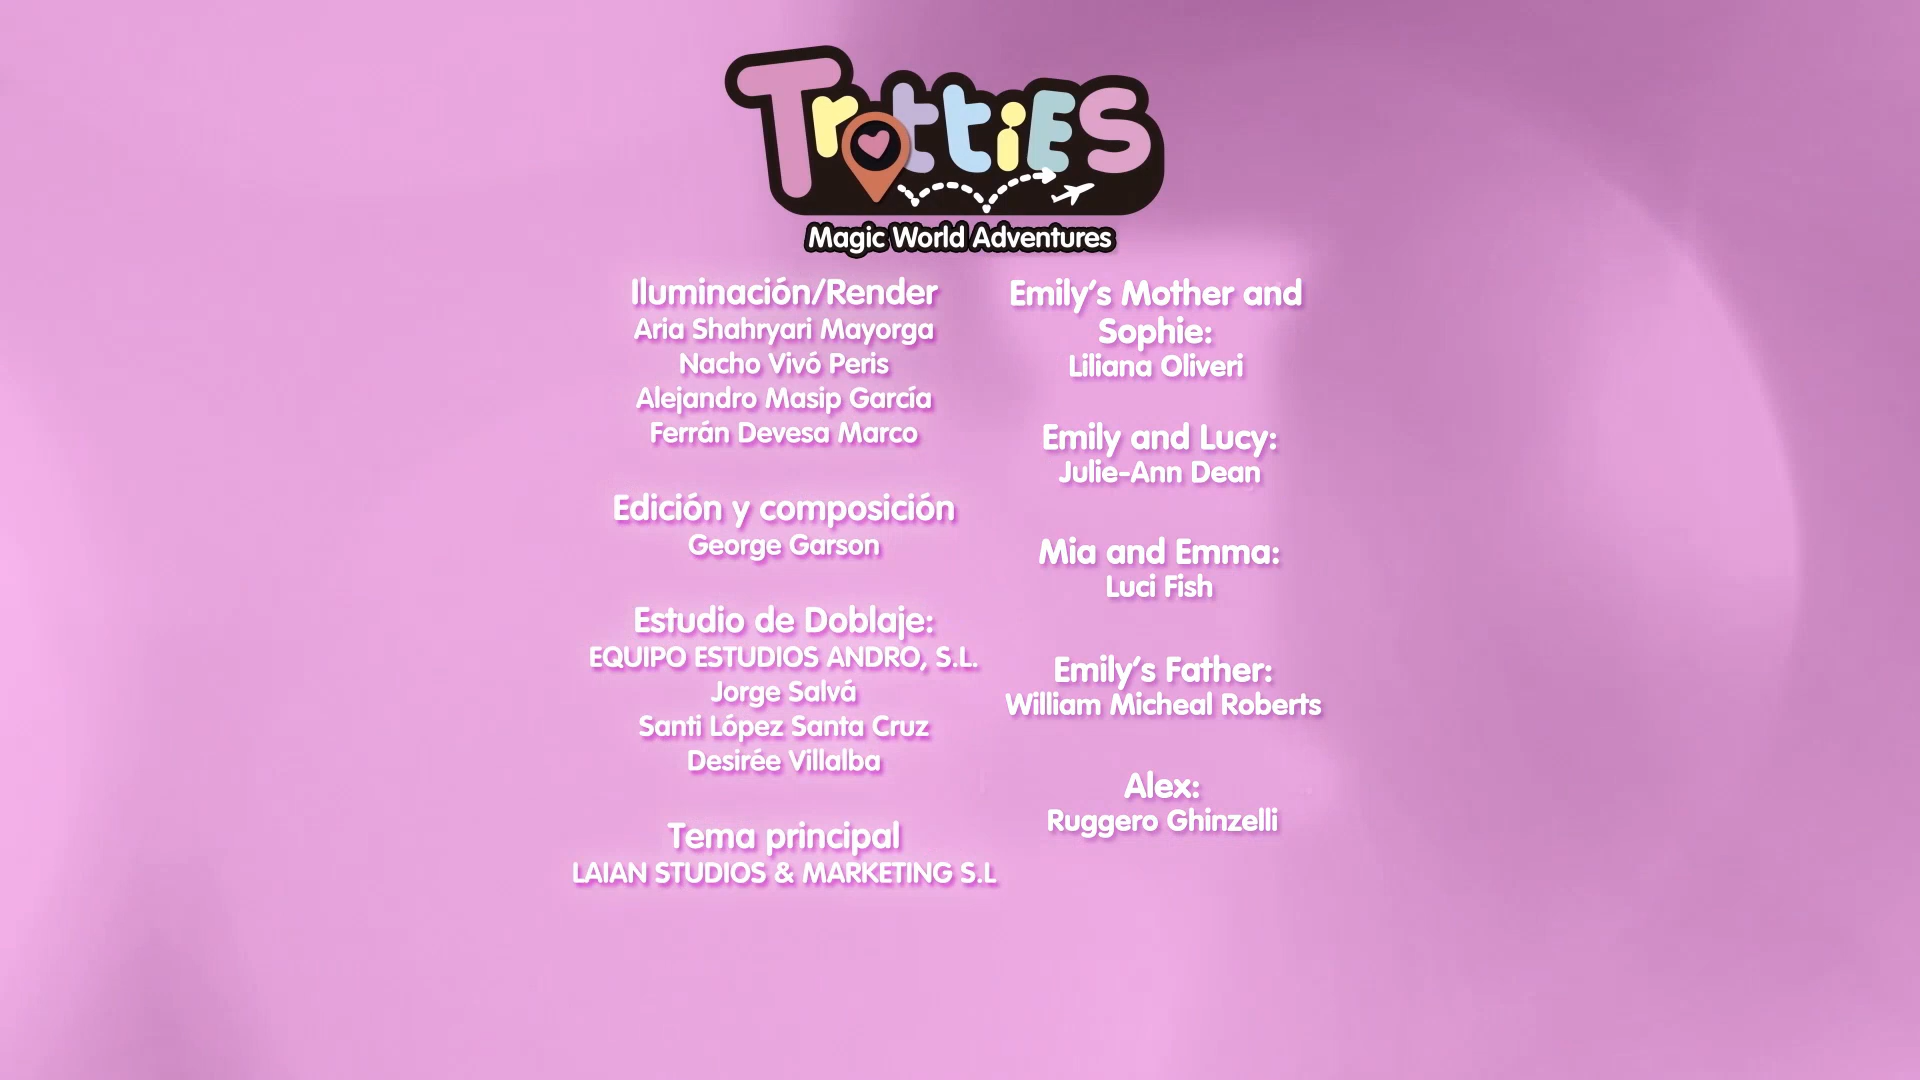 TrottiES
Magic World Adventures
Iluminación/Render
Aria Shahryari Mayorga
Nacho Vivó Peris
Alejandro Masip García
Ferrán Devesa Marco
Edición y composición
George Garson
Estudio de Doblaje:
EQUIPO ESTUDIOS ANDRO, S.L.
Jorge Salvá
Santi López Santa Cruz
Desirée Villalba
Tema principal
LAIAN STUDIOS & MARKETING S.L
Emily's Mother and
Sophie:
Liliana Oliveri
Emily and Lucy:
Julie-Ann Dean
Mia and Emma:
Luci Fish
Emily's Father:
William Micheal Roberts
Alex:
Ruggero Ghinzelli